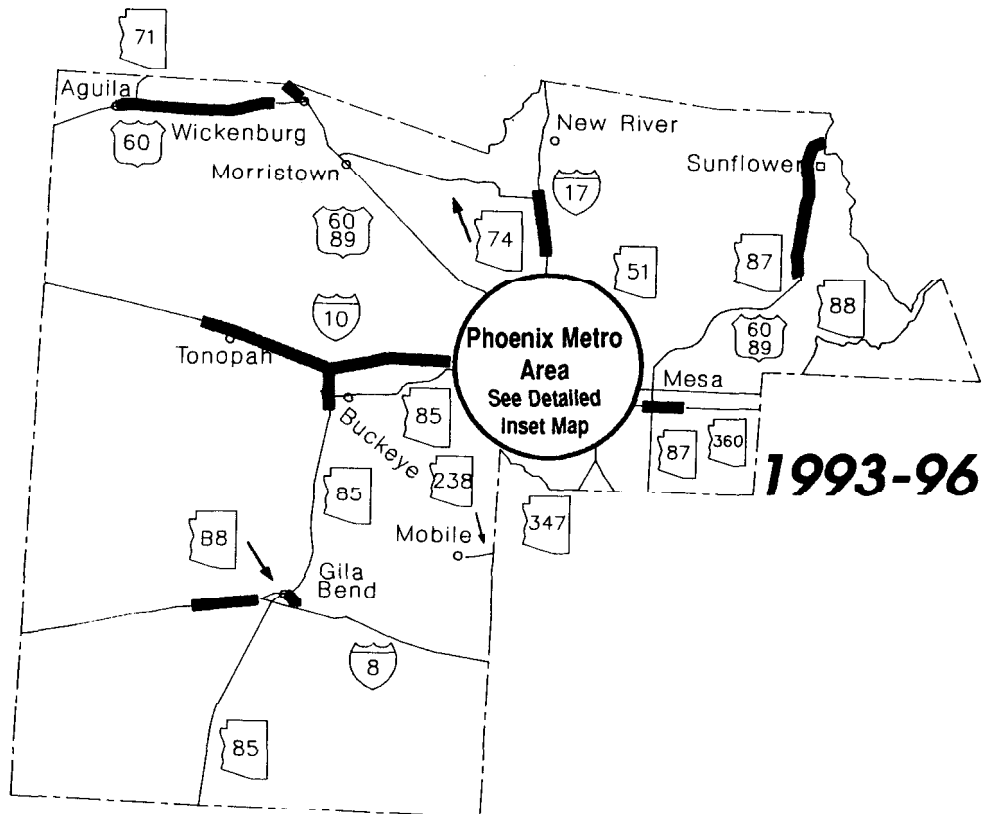 71
Aguila
60
Wickenburg
New River
Sunflower
Morristown
17
60
89
74
51
87
88
10
60
89
Tonopah
Phoenix Metro
Area
See Detailed
Inset Map
Mesa
85
Buckeye
87
360
1993-96
238
85
347
B8
Mobile
Gila
Bend
8
85